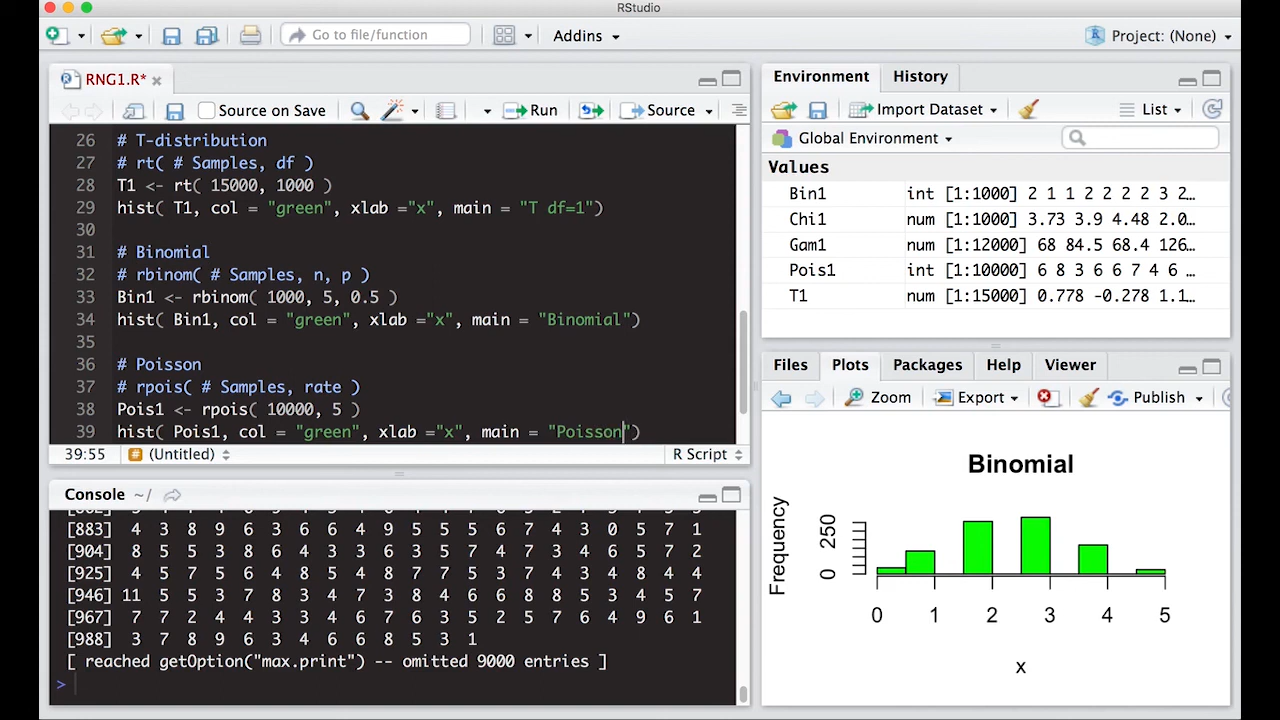 RStudio
Go to file/function
Addins
Project: (None)
RNG1.R*
Source on Save
Run
Source
26 # T-distribution
27 # rt( # Samples, df )
28 T1 <- rt( 15000, 1000 )
29 hist( T1, col = "green", xlab ="x", main = "T df=1")
30
31 # Binomial
32 # rbinom( # Samples, n, p )
33 Bin1 <- rbinom( 1000, 5, 0.5 )
34 hist( Bin1, col = "green", xlab ="x", main = "Binomial")
35
36 # Poisson
37 # rpois( # Samples, rate )
38 Pois1 <- rpois( 10000, 5 )
39 hist( Pois1, col = "green", xlab ="x", main = "Poisson")
39:55 # (Untitled) R Script
Console ~/
[883] 4 3 8 9 6 3 6 6 4 9 5 5 5 6 7 4 3 0 5 7 1
[904] 8 5 5 3 8 6 4 3 3 6 3 5 7 4 7 3 4 6 5 7 2
[925] 4 5 7 5 6 4 8 5 4 8 7 7 5 3 7 4 3 4 8 4 4
[946] 11 5 5 3 7 8 3 4 7 3 8 4 6 6 8 8 5 3 4 5 7
[967] 7 7 2 4 4 3 3 4 6 7 6 3 5 2 5 7 6 4 9 6 1
[988] 3 7 8 9 6 3 4 6 6 8 5 3 1
[ reached getOption("max.print") -- omitted 9000 entries ]
>
Environment History
Import Dataset
List
Global Environment
Values
Bin1 int [1:1000] 2 1 1 2 2 2 2 3 2…
Chi1 num [1:1000] 3.73 3.9 4.48 2.0…
Gam1 num [1:12000] 68 84.5 68.4 126…
Pois1 int [1:10000] 6 8 3 6 6 7 4 6 …
T1 num [1:15000] 0.778 -0.278 1.1…
Files Plots Packages Help Viewer
Zoom Export Publish
Binomial
Frequency
250
0
0 1 2 3 4 5
x